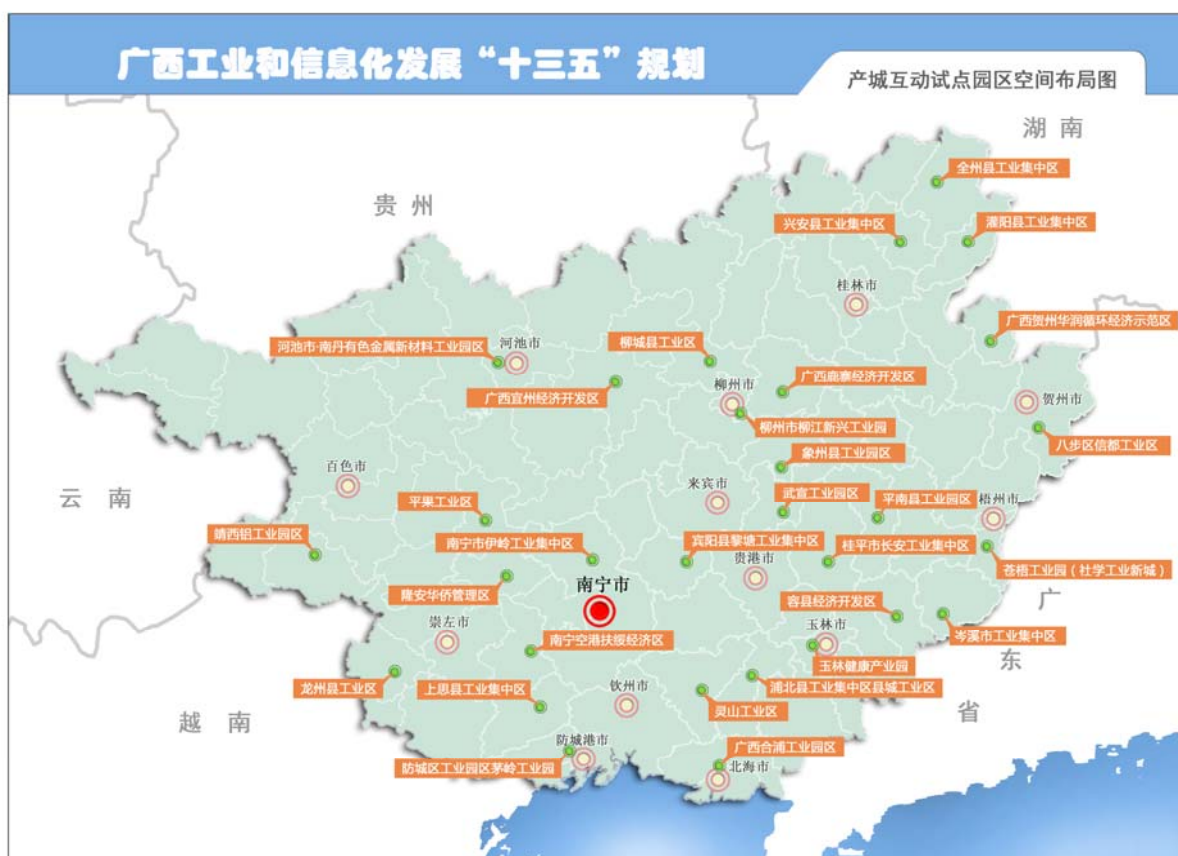 广西工业和信息化发展“十三五”规划
产城互动试点园区空间布局图
湖南
全州县工业集中区
贵州
兴安县工业集中区
灌阳县工业集中区
桂林市
广西贺州华润循环经济示范区
河池市·南丹有色金属新材料工业园区
河池市
柳城县工业区
广西鹿寨经济开发区
广西宜州经济开发区
柳州市
贺州市
柳州市柳江新兴工业园
八步区信都工业区
象州县工业园区
百色市
云南
来宾市
武宣工业园区
平南县工业园区
梧州市
平果工业区
靖西铝工业园区
南宁市伊岭工业集中区
宾阳县黎塘工业集中区
桂平市长安工业集中区
贵港市
苍梧工业园（社学工业新城）
南宁市
隆安华侨管理区
广东省
容县经济开发区
崇左市
玉林市
岑溪市工业集中区
南宁空港扶绥经济区
玉林健康产业园
龙州县工业区
上思县工业集中区
钦州市
浦北县工业集中区县城工业区
灵山工业区
越南
防城港市
广西合浦工业园区
防城区工业园区茅岭工业园
北海市